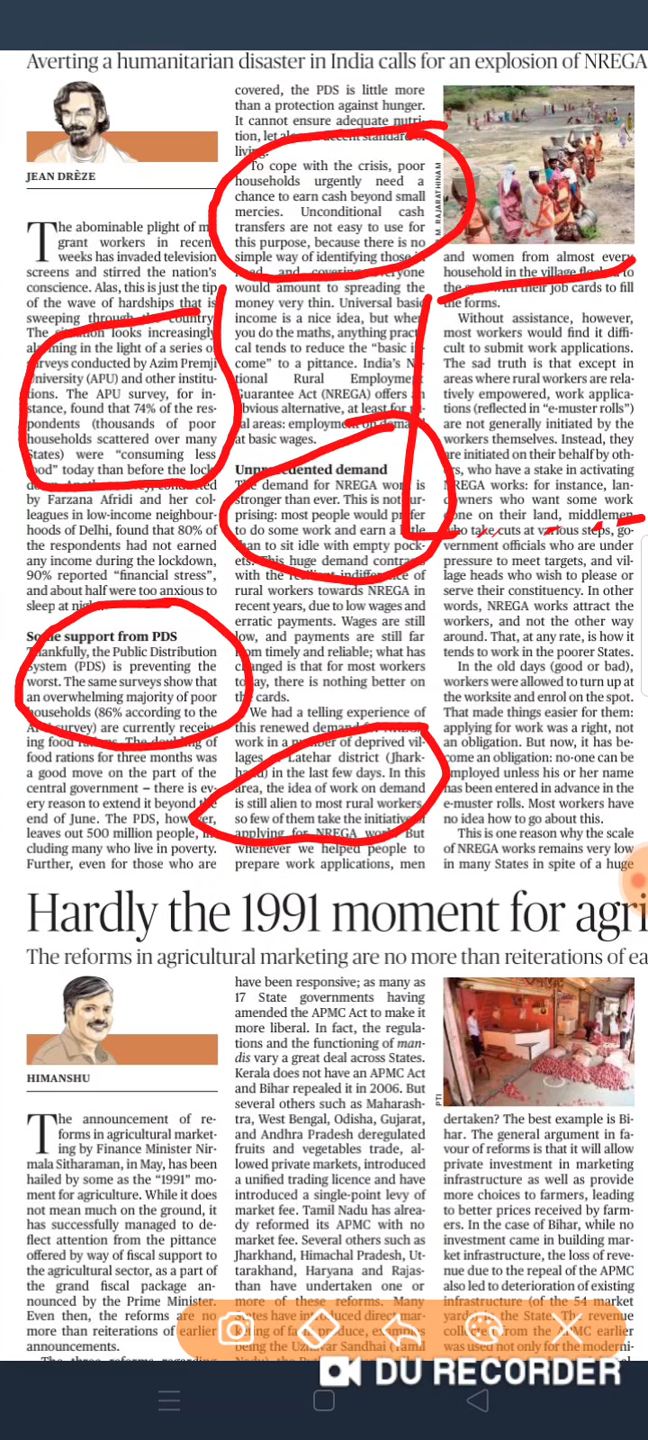 Averting a humanitarian disaster in India calls for an explosion of NREGA
JEAN DRÈZE
The abominable plight of mi-
grant workers in recent
weeks has invaded television
screens and stirred the nation's
conscience. Alas, this is just the tip
of the wave of hardships that is
sweeping through the country.
The situation looks increasingly
alarming in the light of a series of
surveys conducted by Azim Premji
University (APU) and other institu-
tions. The APU survey, for in-
stance, found that 74% of the res-
pondents (thousands of poor
households scattered over many
States) were “consuming less
food” today than before the lock-
by Farzana Afridi and her col-
leagues in low-income neighbour-
hoods of Delhi, found that 80% of
the respondents had not earned
any income during the lockdown,
90% reported “financial stress”,
and about half were too anxious to
sleep at night.
Some support from PDS
Thankfully, the Public Distribution
System (PDS) is preventing the
worst. The same surveys show that
an overwhelming majority of poor
households (86% according to the
APU survey) are currently receiv-
ing food rations. The doubling of
food rations for three months was
a good move on the part of the
central government – there is ev-
ery reason to extend it beyond the
end of June. The PDS, however,
leaves out 500 million people, in-
cluding many who live in poverty.
Further, even for those who are
covered, the PDS is little more
than a protection against hunger.
It cannot ensure adequate nutri-
tion, let alone a decent standard of
living.
To cope with the crisis, poor
households urgently need a
chance to earn cash beyond small
mercies. Unconditional cash
transfers are not easy to use for
this purpose, because there is no
simple way of identifying those in
need, and covering everyone
would amount to spreading the
money very thin. Universal basic
income is a nice idea, but when
you do the maths, anything practi-
cal tends to reduce the “basic in-
come” to a pittance. India's Na-
tional Rural Employment
Guarantee Act (NREGA) offers an
obvious alternative, at least for ru-
ral areas: employment on demand
at basic wages.
Unprecedented demand
The demand for NREGA work is
stronger than ever. This is not sur-
prising: most people would prefer
to do some work and earn a little
than to sit idle with empty pock-
ets. This huge demand contrasts
with the resilient indifference of
rural workers towards NREGA in
recent years, due to low wages and
erratic payments. Wages are still
low, and payments are still far
from timely and reliable; what has
changed is that for most workers
today, there is nothing better on
the cards.
We had a telling experience of
this renewed demand for NREGA
work in a number of deprived vil-
lages of Latehar district (Jhark-
hand) in the last few days. In this
area, the idea of work on demand
is still alien to most rural workers,
so few of them take the initiative of
applying for NREGA work. But
whenever we helped people to
prepare work applications, men
M. RAJARATHINAM
and women from almost every
household in the village flocked to
the with their job cards to fill
the forms.
Without assistance, however,
most workers would find it diffi-
cult to submit work applications.
The sad truth is that except in
areas where rural workers are rela-
tively empowered, work applica-
tions (reflected in “e-muster rolls”)
are not generally initiated by the
workers themselves. Instead, they
are initiated on their behalf by oth-
ers, who have a stake in activating
NREGA works: for instance, lan-
downers who want some work
done on their land, middlemen
who take cuts at various steps, go-
vernment officials who are under
pressure to meet targets, and vil-
lage heads who wish to please or
serve their constituency. In other
words, NREGA works attract the
workers, and not the other way
around. That, at any rate, is how it
tends to work in the poorer States.
In the old days (good or bad),
workers were allowed to turn up at
the worksite and enrol on the spot.
That made things easier for them:
applying for work was a right, not
an obligation. But now, it has be-
come an obligation: no-one can be
employed unless his or her name
has been entered in advance in the
e-muster rolls. Most workers have
no idea how to go about this.
This is one reason why the scale
of NREGA works remains very low
in many States in spite of a huge
Hardly the 1991 moment for agri
The reforms in agricultural marketing are no more than reiterations of ea
HIMANSHU
The announcement of re-
forms in agricultural market-
ing by Finance Minister Nir-
mala Sitharaman, in May, has been
hailed by some as the “1991” mo-
ment for agriculture. While it does
not mean much on the ground, it
has successfully managed to de-
flect attention from the pittance
offered by way of fiscal support to
the agricultural sector, as a part of
the grand fiscal package an-
nounced by the Prime Minister.
Even then, the reforms are no
more than reiterations of earlier
announcements.
The three reforms regarding
have been responsive; as many as
17 State governments having
amended the APMC Act to make it
more liberal. In fact, the regula-
tions and the functioning of man-
dis vary a great deal across States.
Kerala does not have an APMC Act
and Bihar repealed it in 2006. But
several others such as Maharash-
tra, West Bengal, Odisha, Gujarat,
and Andhra Pradesh deregulated
fruits and vegetables trade, al-
lowed private markets, introduced
a unified trading licence and have
introduced a single-point levy of
market fee. Tamil Nadu has alrea-
dy reformed its APMC with no
market fee. Several others such as
Jharkhand, Himachal Pradesh, Ut-
tarakhand, Haryana and Rajas-
than have undertaken one or
more of these reforms. Many
States have introduced direct mar-
keting of farm produce, examples
being the Uzhavar Sandhai (Tamil
PTI
dertaken? The best example is Bi-
har. The general argument in fa-
vour of reforms is that it will allow
private investment in marketing
infrastructure as well as provide
more choices to farmers, leading
to better prices received by farm-
ers. In the case of Bihar, while no
investment came in building mar-
ket infrastructure, the loss of reve-
nue due to the repeal of the APMC
also led to deterioration of existing
infrastructure (of the 54 market
yards in the State. The revenue
collected from the APMC earlier
was used not only for the moderni-
DU RECORDER